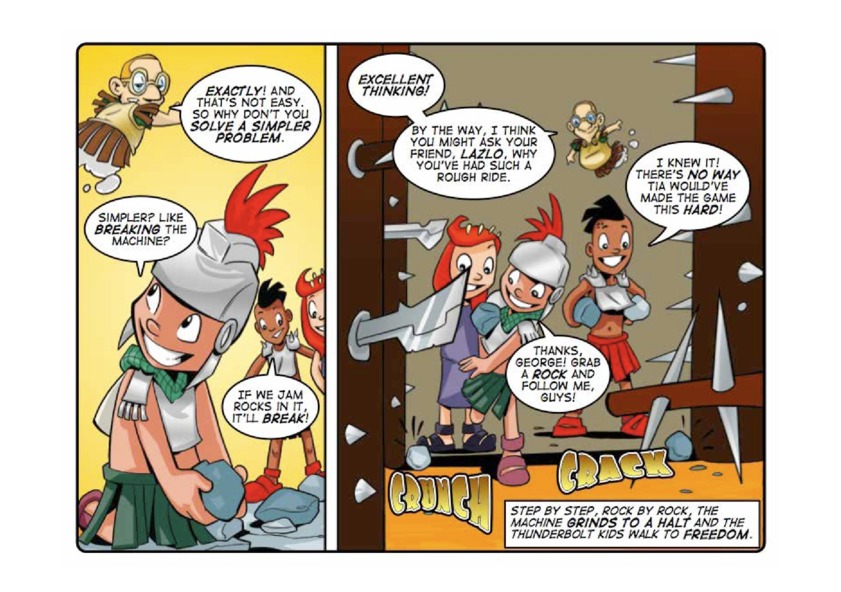 EXACTLY! AND
THAT'S NOT EASY.
SO WHY DON'T YOU
SOLVE A SIMPLER
PROBLEM.
SIMPLER? LIKE
BREAKING THE
MACHINE?
IF WE JAM
ROCKS IN IT,
IT'LL BREAK!
EXCELLENT
THINKING!
BY THE WAY, I THINK
YOU MIGHT ASK YOUR
FRIEND, LAZLO, WHY
YOU'VE HAD SUCH A
ROUGH RIDE.
I KNEW IT!
THERE'S NO WAY
TIA WOULD'VE
MADE THE GAME
THIS HARD!
THANKS,
GEORGE! GRAB
A ROCK AND
FOLLOW ME,
GUYS!
CRUNCH
CRACK
STEP BY STEP, ROCK BY ROCK, THE
MACHINE GRINDS TO A HALT AND THE
THUNDERBOLT KIDS WALK TO FREEDOM.